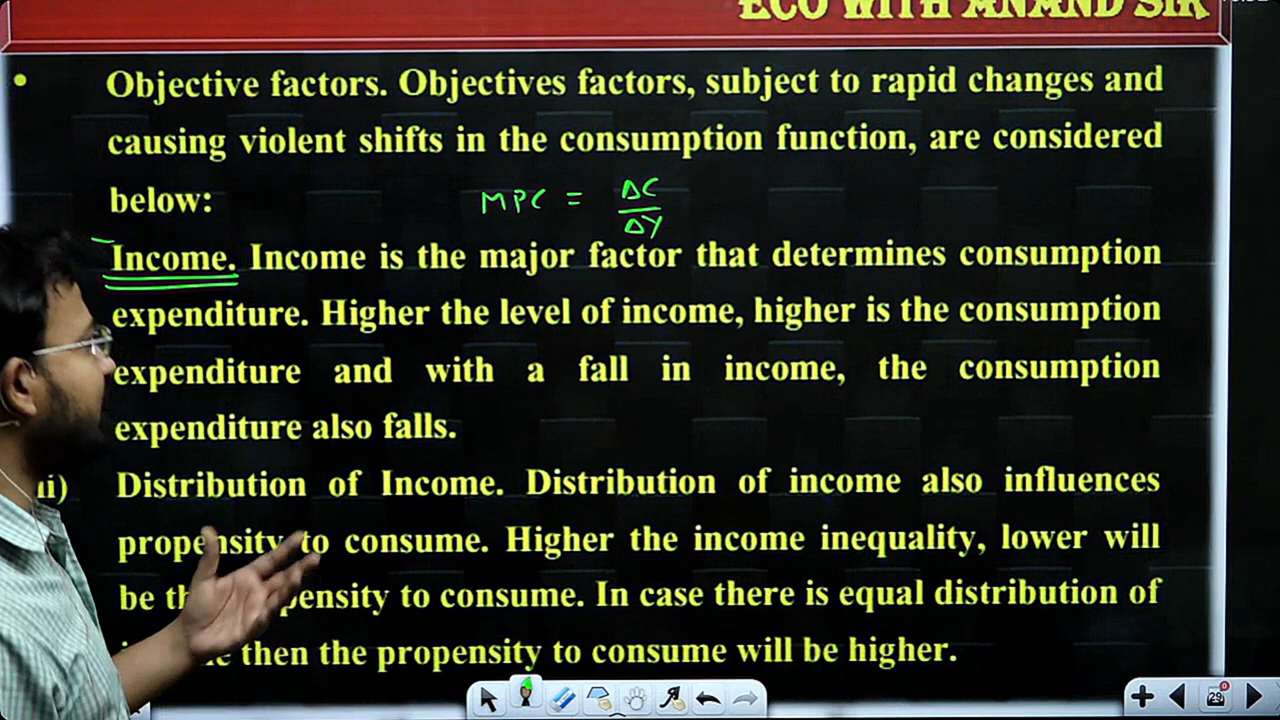 ECO WITH ANAND SIR
• Objective factors. Objectives factors, subject to rapid changes and
causing violent shifts in the consumption function, are considered
below:
MPC = ΔC/ΔY
Income. Income is the major factor that determines consumption
expenditure. Higher the level of income, higher is the consumption
expenditure and with a fall in income, the consumption
expenditure also falls.
ii) Distribution of Income. Distribution of income also influences
propensity to consume. Higher the income inequality, lower will
be to consume. In case there is equal distribution of
then the propensity to consume will be higher.
29